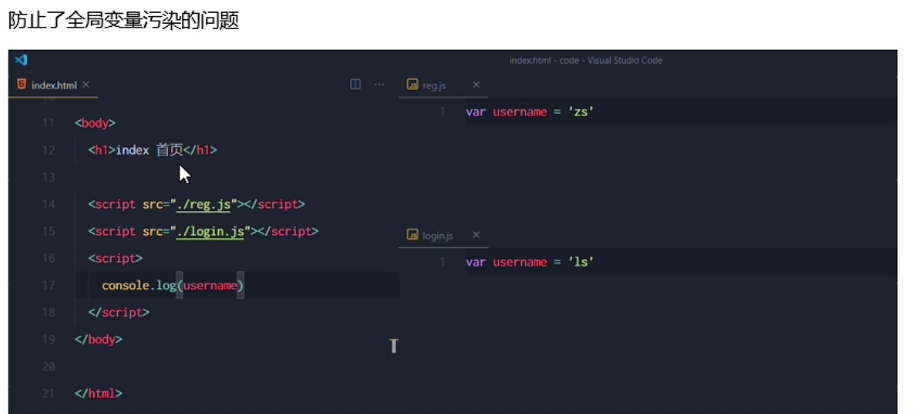 防止了全局变量污染的问题
index.html - code - Visual Studio Code
index.html
11 <body>
12 <h1>index 首页</h1>
13
14 <script src="./reg.js"></script>
15 <script src="./login.js"></script>
16 <script>
17 console.log(username)
18 </script>
19 </body>
20
21 </html>
reg.js
1 var username = 'zs'
login.js
1 var username = 'ls'